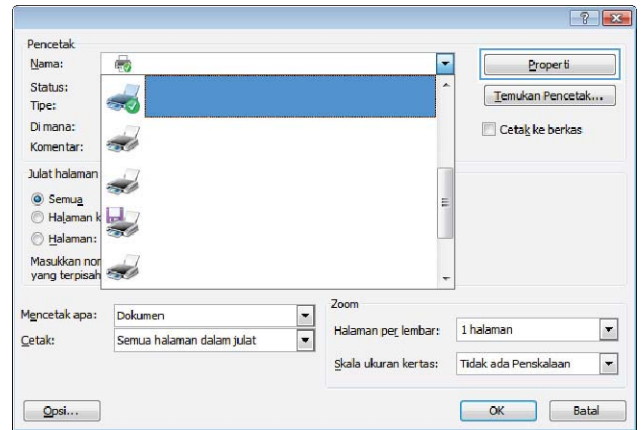 Pencetak
Nama:
Properti
Status:
Tipe:
Temukan Pencetak...
Di mana:
Cetak ke berkas
Komentar:
Julat halaman
Semua
Halaman k
Halaman:
Masukkan nor
yang terpisah
Mencetak apa: Dokumen
Cetak: Semua halaman dalam julat
Zoom
Halaman per lembar: 1 halaman
Skala ukuran kertas: Tidak ada Penskalaan
Opsi...
OK
Batal